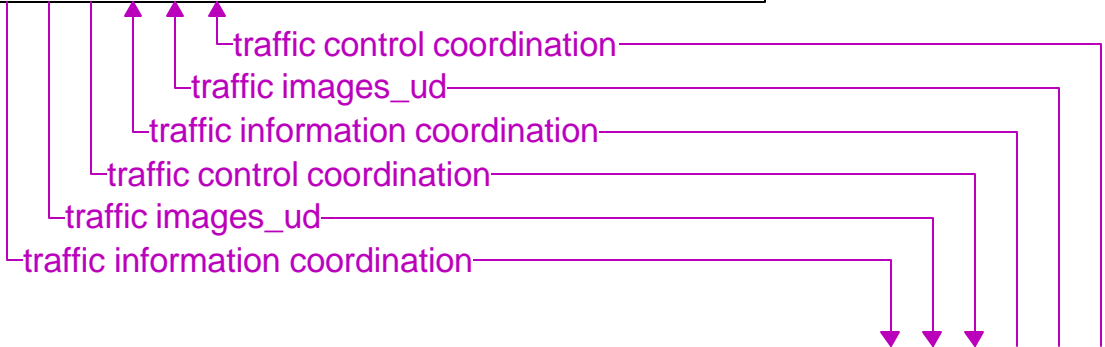 traffic control coordination
traffic images_ud
traffic information coordination
traffic control coordination
traffic images_ud
traffic information coordination